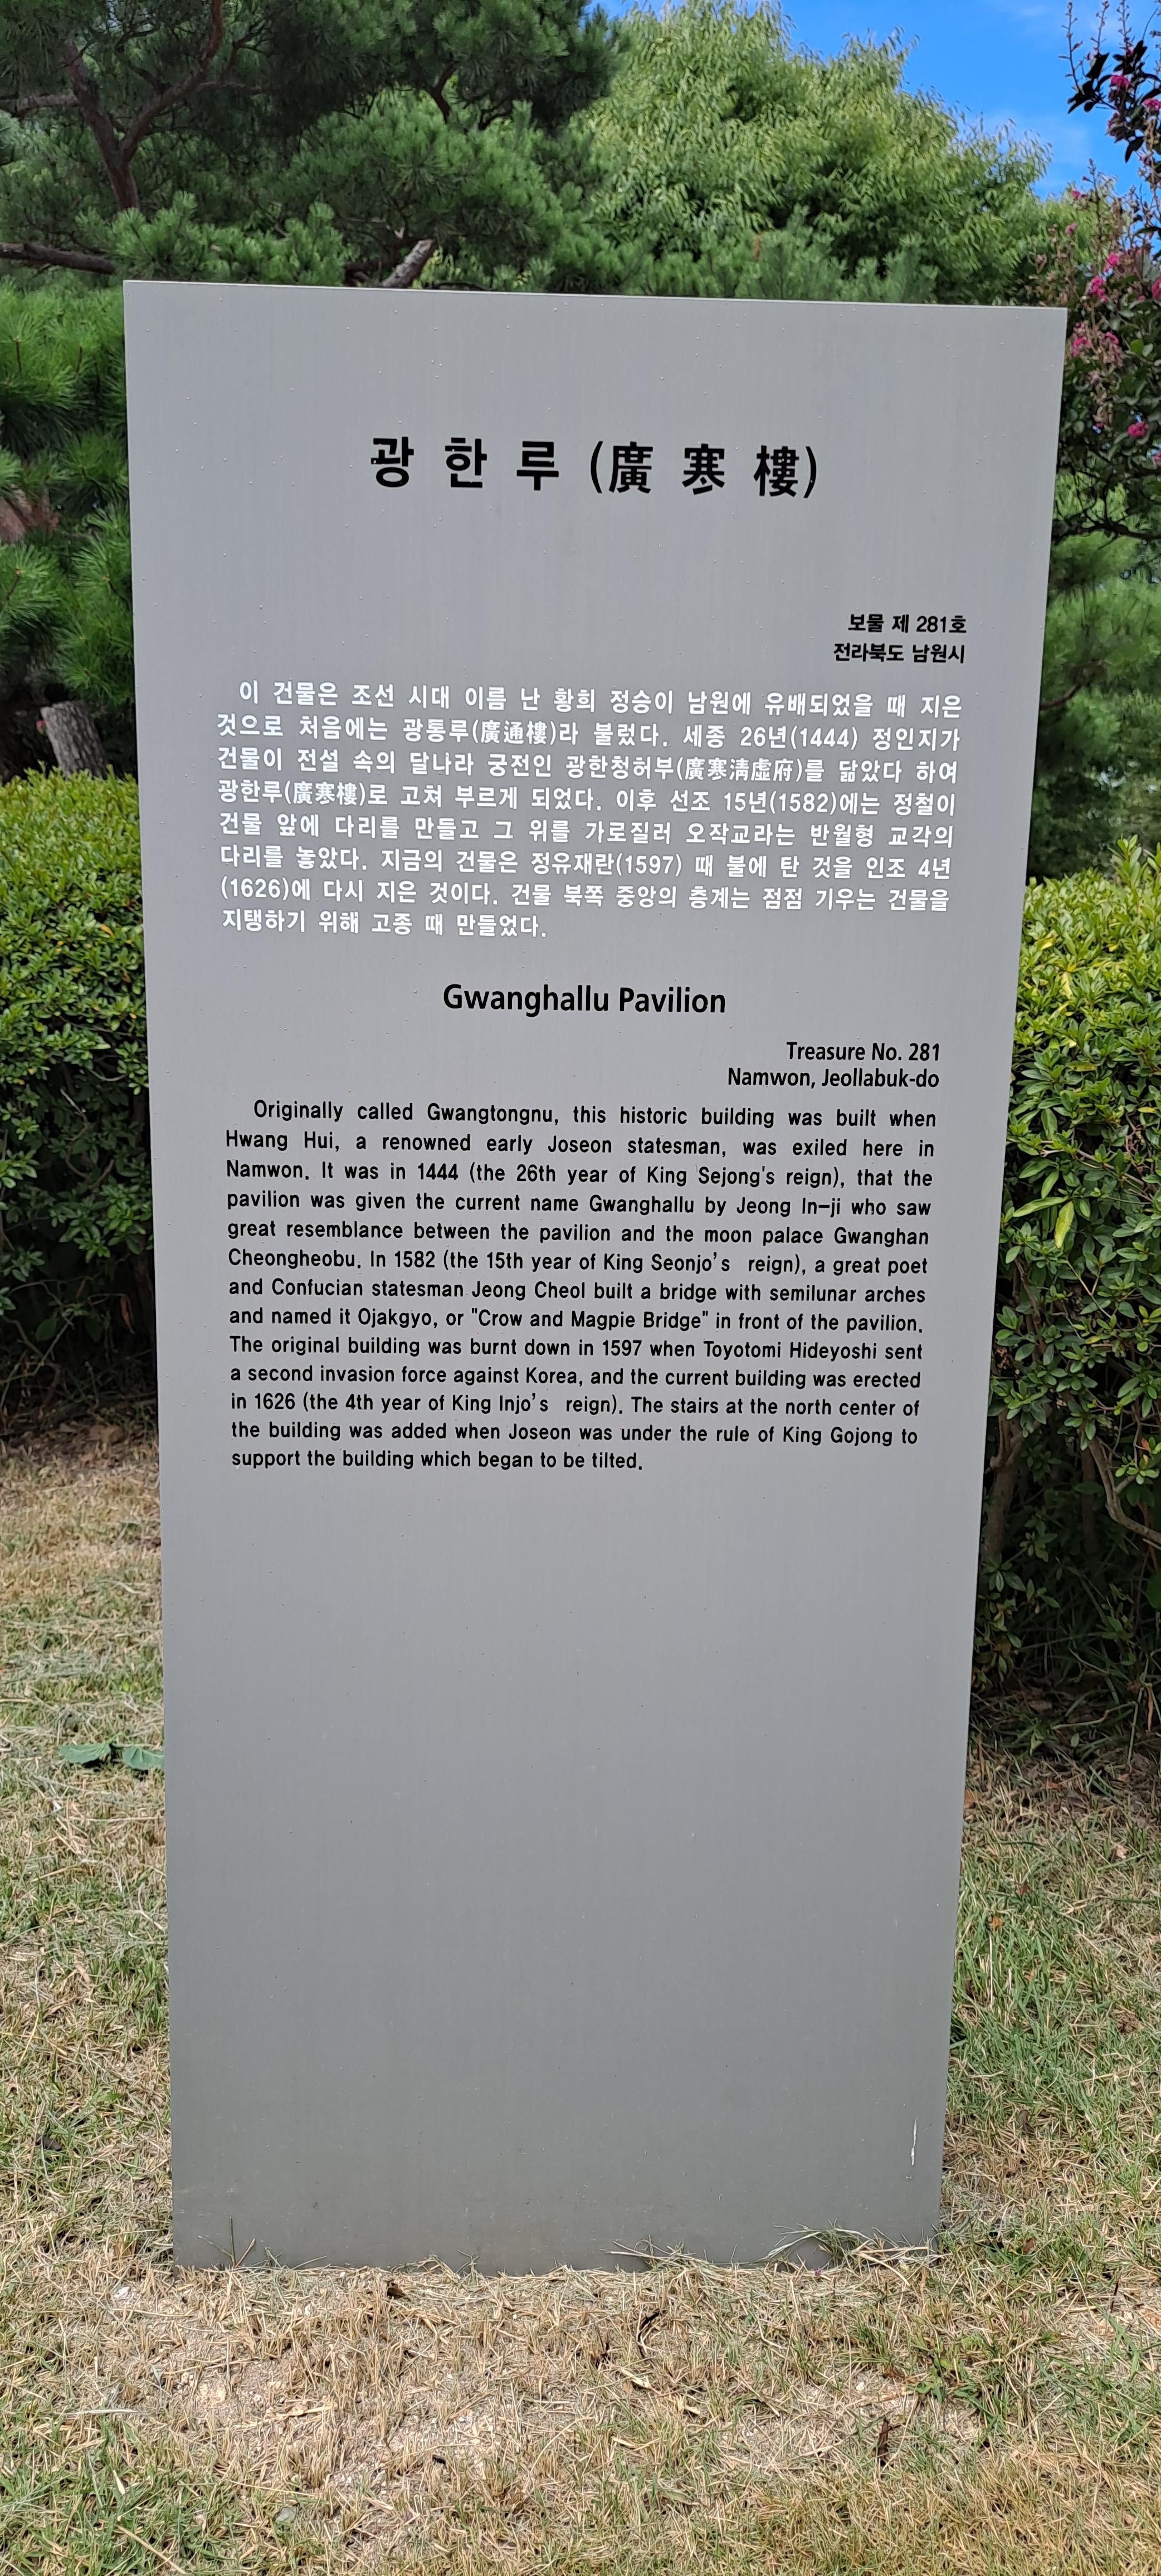 광한루 (廣寒樓)
보물 제 281호
전라북도 남원시
이 건물은 조선 시대 이름 난 황희 정승이 남원에 유배되었을 때 지은
것으로 처음에는 광통루(廣通樓)라 불렀다. 세종 26년(1444) 정인지가
건물이 전설 속의 달나라 궁전인 광한청허부(廣寒淸虛府)를 닮았다 하여
광한루(廣寒樓)로 고쳐 부르게 되었다. 이후 선조 15년(1582)에는 정철이
건물 앞에 다리를 만들고 그 위를 가로질러 오작교라는 반월형 교각의
다리를 놓았다. 지금의 건물은 정유재란(1597) 때 불에 탄 것을 인조 4년
(1626)에 다시 지은 것이다. 건물 북쪽 중앙의 층계는 점점 기우는 건물을
지탱하기 위해 고종 때 만들었다.
Gwanghallu Pavilion
Treasure No. 281
Namwon, Jeollabuk-do
Originally called Gwangtongnu, this historic building was built when
Hwang Hui, a renowned early Joseon statesman, was exiled here in
Namwon. It was in 1444 (the 26th year of King Sejong's reign), that the
pavilion was given the current name Gwanghallu by Jeong In-ji who saw
great resemblance between the pavilion and the moon palace Gwanghan
Cheongheobu. In 1582 (the 15th year of King Seonjo's reign), a great poet
and Confucian statesman Jeong Cheol built a bridge with semilunar arches
and named it Ojakgyo, or "Crow and Magpie Bridge" in front of the pavilion.
The original building was burnt down in 1597 when Toyotomi Hideyoshi sent
a second invasion force against Korea, and the current building was erected
in 1626 (the 4th year of King Injo's reign). The stairs at the north center of
the building was added when Joseon was under the rule of King Gojong to
support the building which began to be tilted.